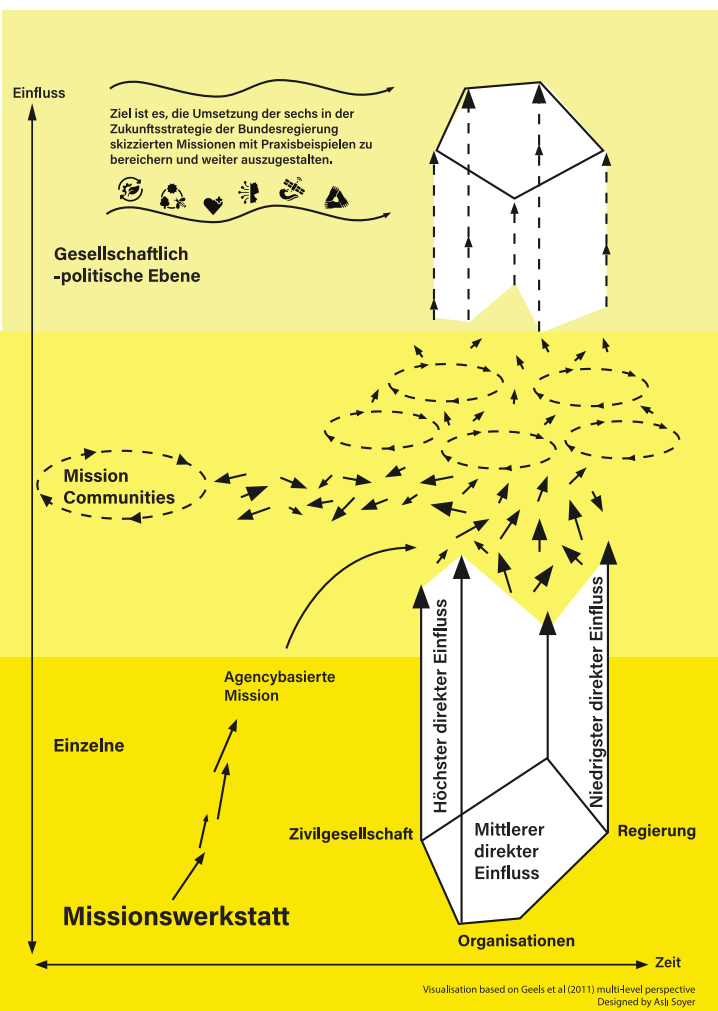 Einfluss
Ziel ist es, die Umsetzung der sechs in der
Zukunftsstrategie der Bundesregierung
skizzierten Missionen mit Praxisbeispielen zu
bereichern und weiter auszugestalten.
Gesellschaftlich
-politische Ebene
Mission
Communities
Agencybasierte
Mission
Einzelne
Missionswerkstatt
Höchster direkter Einfluss
Niedrigster direkter Einfluss
Zivilgesellschaft
Mittlerer
direkter
Einfluss
Regierung
Organisationen
Zeit
Visualisation based on Geels et al (2011) multi-level perspective
Designed by Aslı Soyer